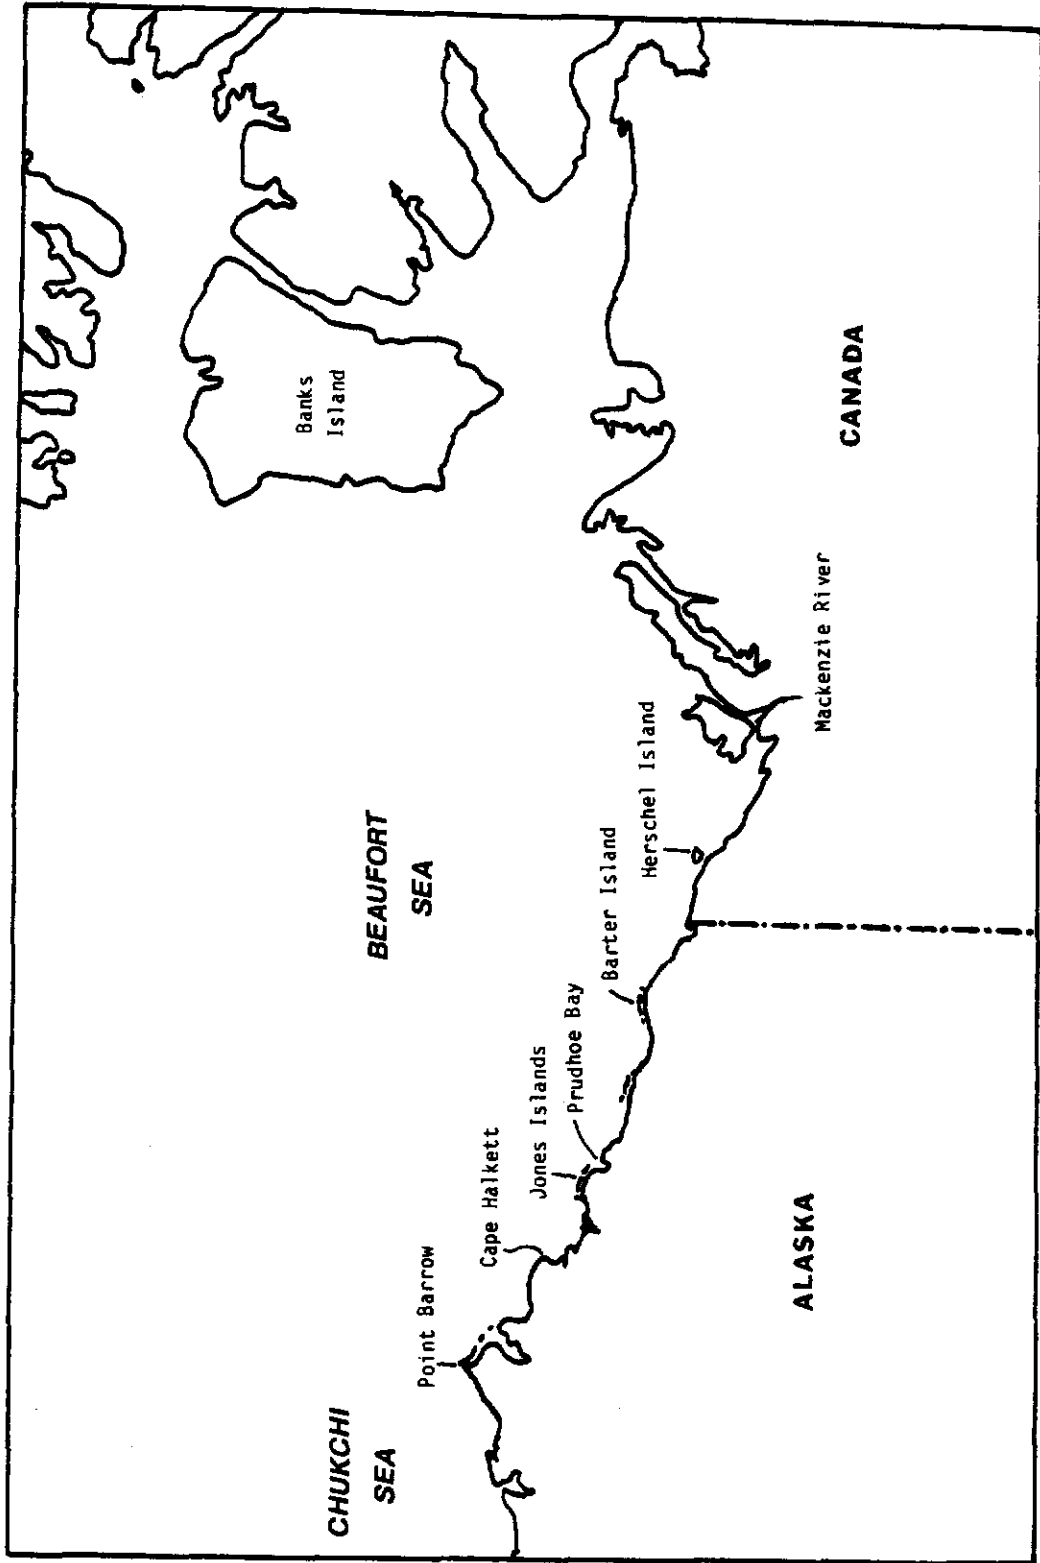 CHUKCHI
SEA
Point Barrow
Cape Halkett
Jones Islands
Prudhoe Bay
Barter Island
Herschel Island
BEAUFORT
SEA
Banks
Island
Mackenzie River
ALASKA
CANADA